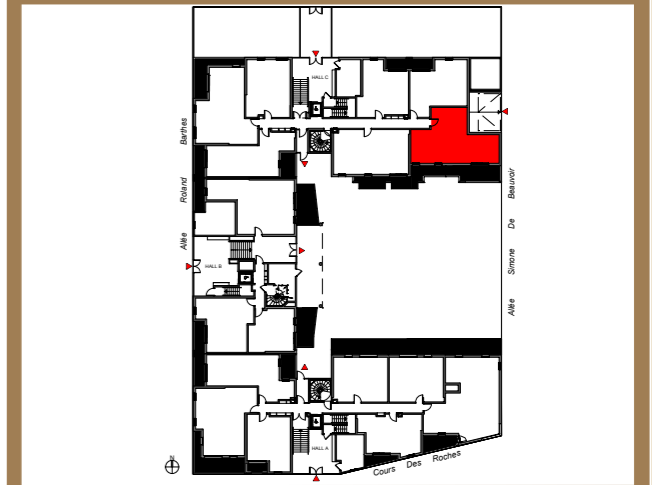 HALL C
Allée Roland Barthes
Allée Simone De Beauvoir
HALL B
HALL A
N
Cours Des Roches